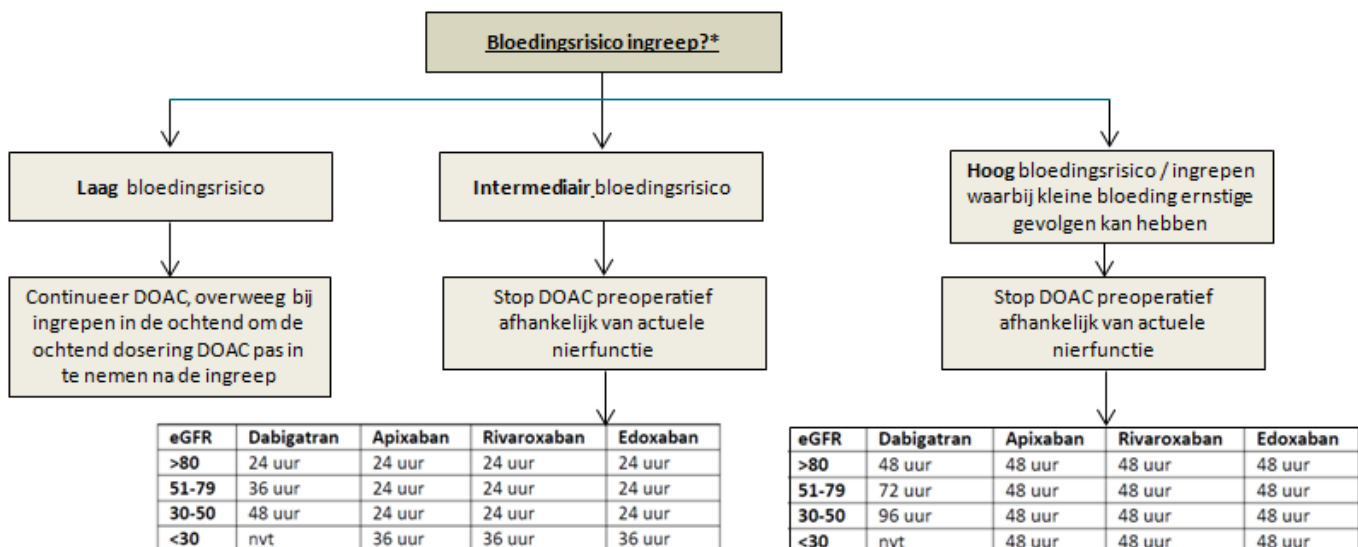 Bloedingsrisico ingreep?*
Laag bloedingsrisico
Intermediair bloedingsrisico
Hoog bloedingsrisico / ingrepen
waarbij kleine bloeding ernstige
gevolgen kan hebben
Continueer DOAC, overweeg bij
ingrepen in de ochtend om de
ochtend dosering DOAC pas in
te nemen na de ingreep
Stop DOAC preoperatief
afhankelijk van actuele
nierfunctie
Stop DOAC preoperatief
afhankelijk van actuele
nierfunctie
eGFR Dabigatran Apixaban Rivaroxaban Edoxaban
>80 24 uur 24 uur 24 uur 24 uur
51-79 36 uur 24 uur 24 uur 24 uur
30-50 48 uur 24 uur 24 uur 24 uur
<30 nvt 36 uur 36 uur 36 uur
eGFR Dabigatran Apixaban Rivaroxaban Edoxaban
>80 48 uur 48 uur 48 uur 48 uur
51-79 72 uur 48 uur 48 uur 48 uur
30-50 96 uur 48 uur 48 uur 48 uur
<30 nvt 48 uur 48 uur 48 uur